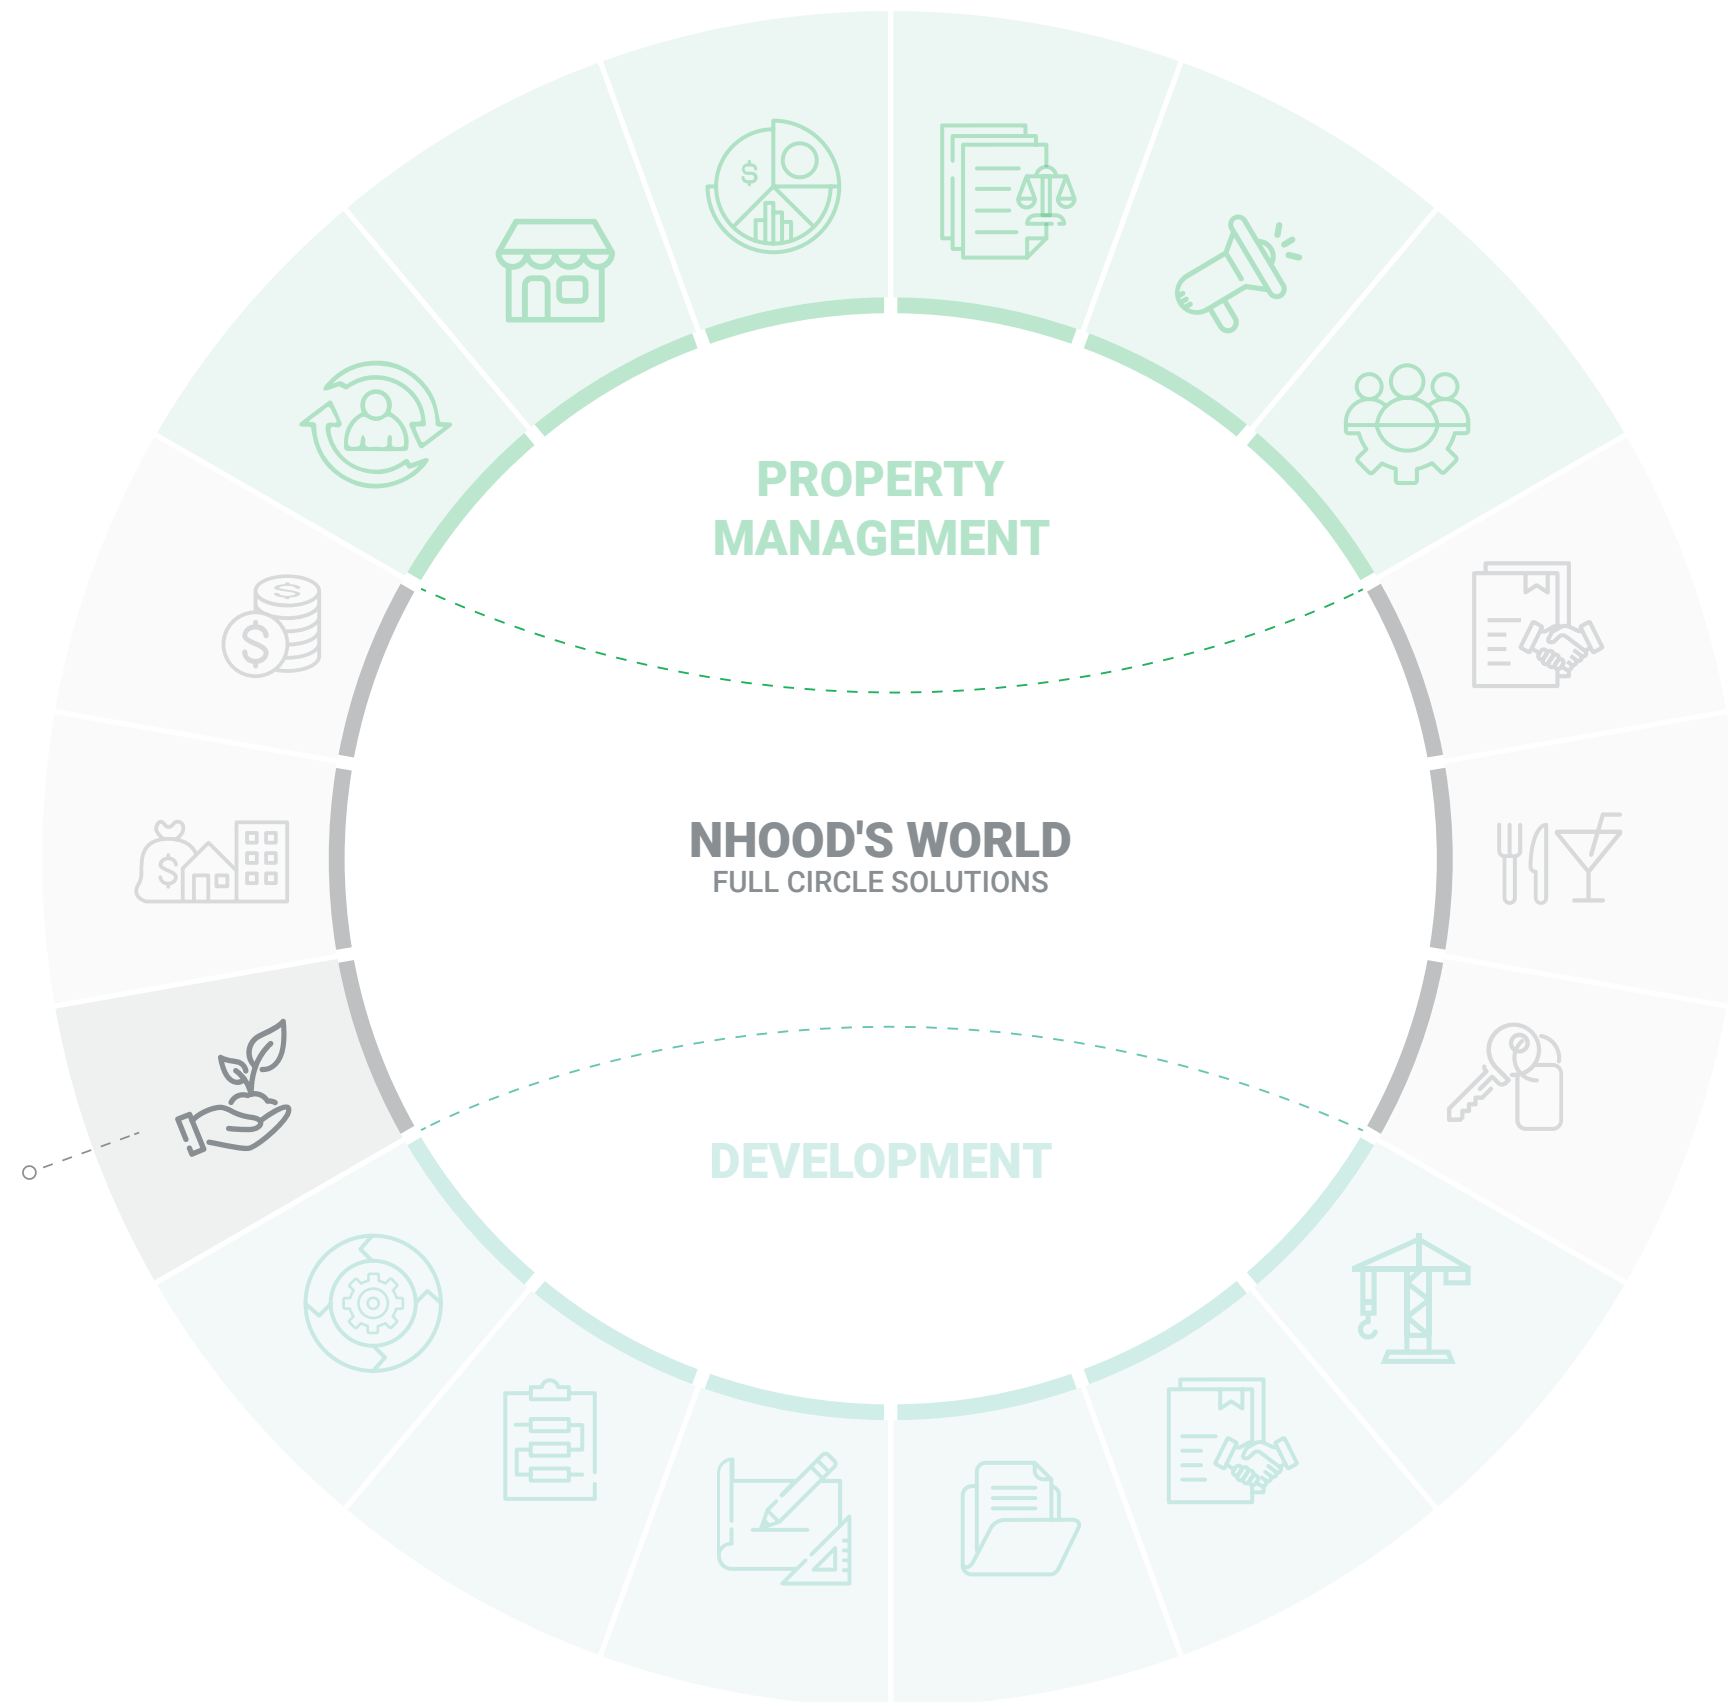 PROPERTY
MANAGEMENT
NHOOD'S WORLD
FULL CIRCLE SOLUTIONS
DEVELOPMENT